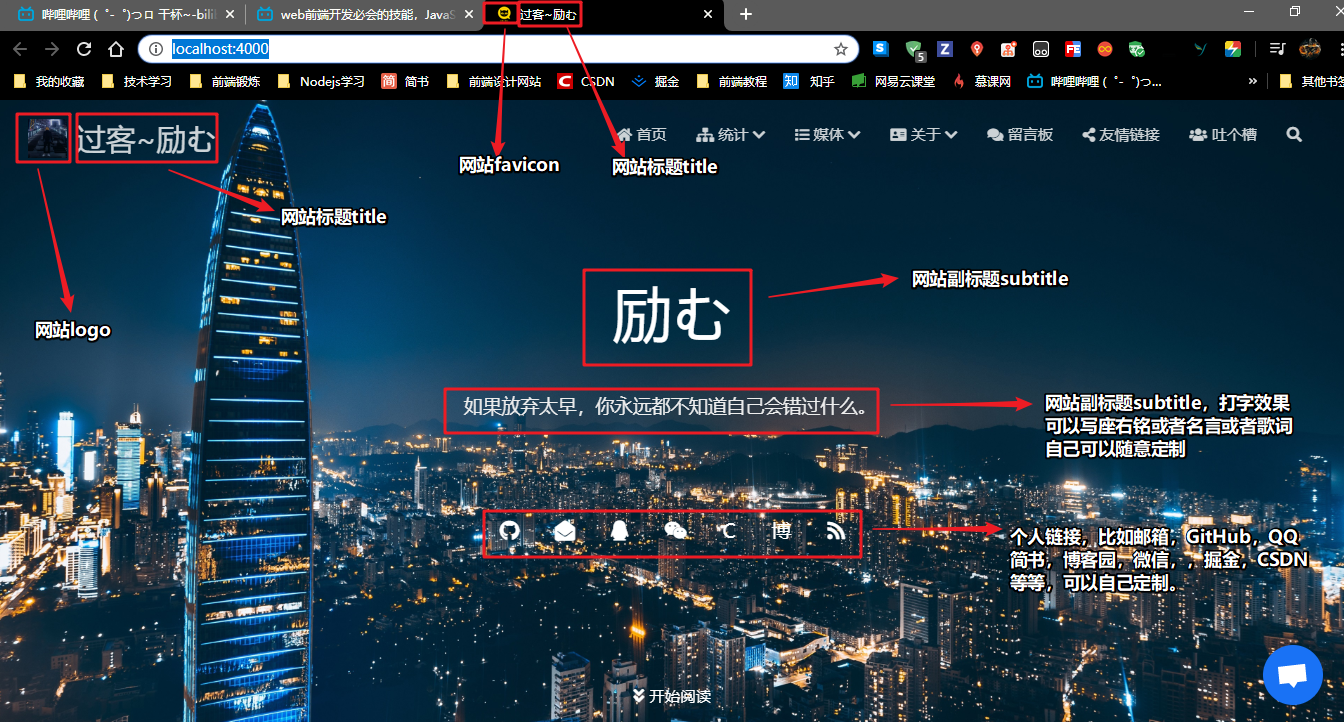 哔哩哔哩 ( ゜- ゜)つロ 干杯~-bili
web前端开发必会的技能，JavaS
过客~励む
localhost:4000
5
我的收藏
技术学习
前端锻炼
Nodejs学习
简 简书
前端设计网站
C CSDN
掘金
前端教程
知 知乎
网易云课堂
慕课网
哔哩哔哩 ( ゜- ゜)つ...
»
其他书签
过客~励む
首页
统计
媒体
关于
留言板
友情链接
吐个槽
网站favicon
网站标题title
网站标题title
网站logo
励む
网站副标题subtitle
如果放弃太早，你永远都不知道自己会错过什么。
网站副标题subtitle，打字效果
可以写座右铭或者名言或者歌词
自己可以随意定制
℃
博
个人链接，比如邮箱，GitHub，QQ
简书，博客园，微信，，掘金，CSDN
等等，可以自己定制。
开始阅读